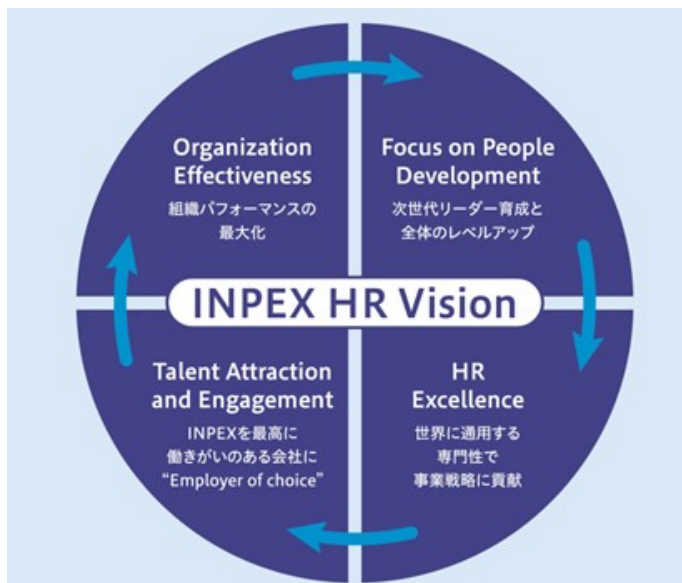 Organization
Effectiveness
組織パフォーマンスの
最大化
Focus on People
Development
次世代リーダー育成と
全体のレベルアップ
INPEX HR Vision
Talent Attraction
and Engagement
INPEXを最高に
働きがいのある会社に
“Employer of choice”
HR
Excellence
世界に通用する
専門性で
事業戦略に貢献